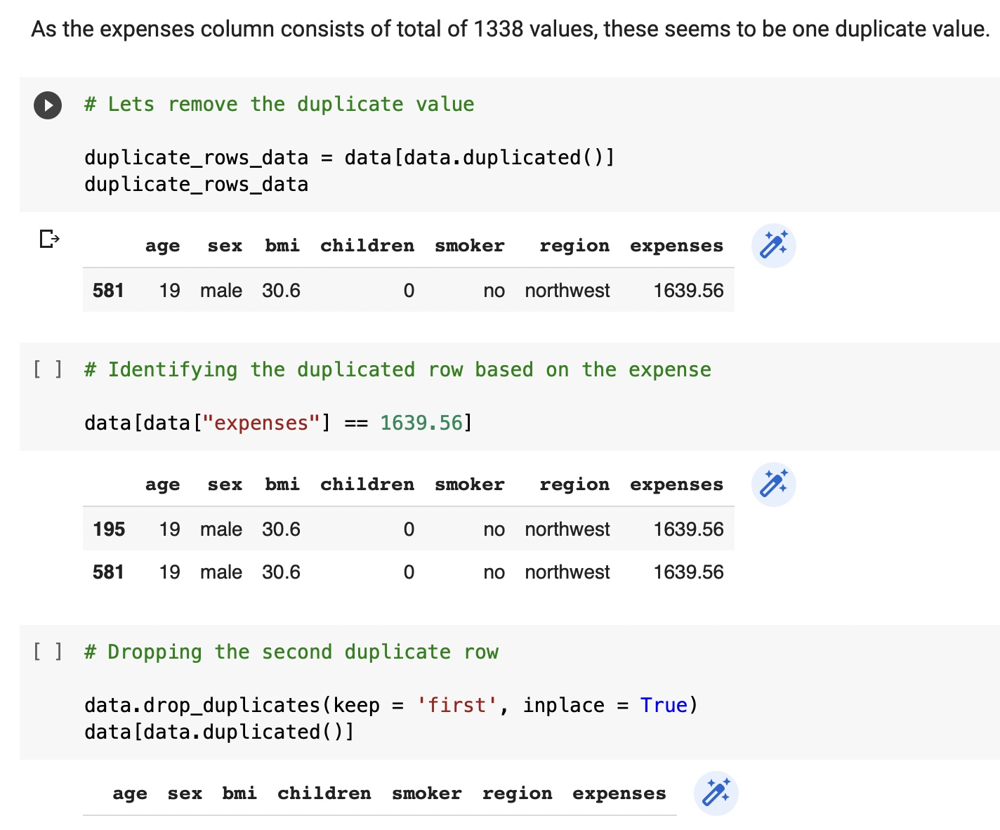 As the expenses column consists of total of 1338 values, these seems to be one duplicate value.
# Lets remove the duplicate value
duplicate_rows_data = data[data.duplicated()]
duplicate_rows_data
age sex bmi children smoker region expenses
581 19 male 30.6 0 no northwest 1639.56
[ ] # Identifying the duplicated row based on the expense
data[data["expenses"] == 1639.56]
age sex bmi children smoker region expenses
195 19 male 30.6 0 no northwest 1639.56
581 19 male 30.6 0 no northwest 1639.56
[ ] # Dropping the second duplicate row
data.drop_duplicates(keep = 'first', inplace = True)
data[data.duplicated()]
age sex bmi children smoker region expenses